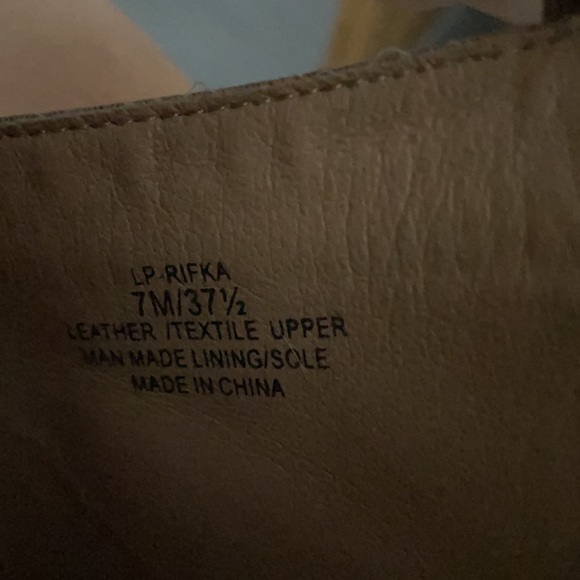 LP-RIFKA
7M/37½
LEATHER /TEXTILE UPPER
MAN MADE LINING/SOLE
MADE IN CHINA